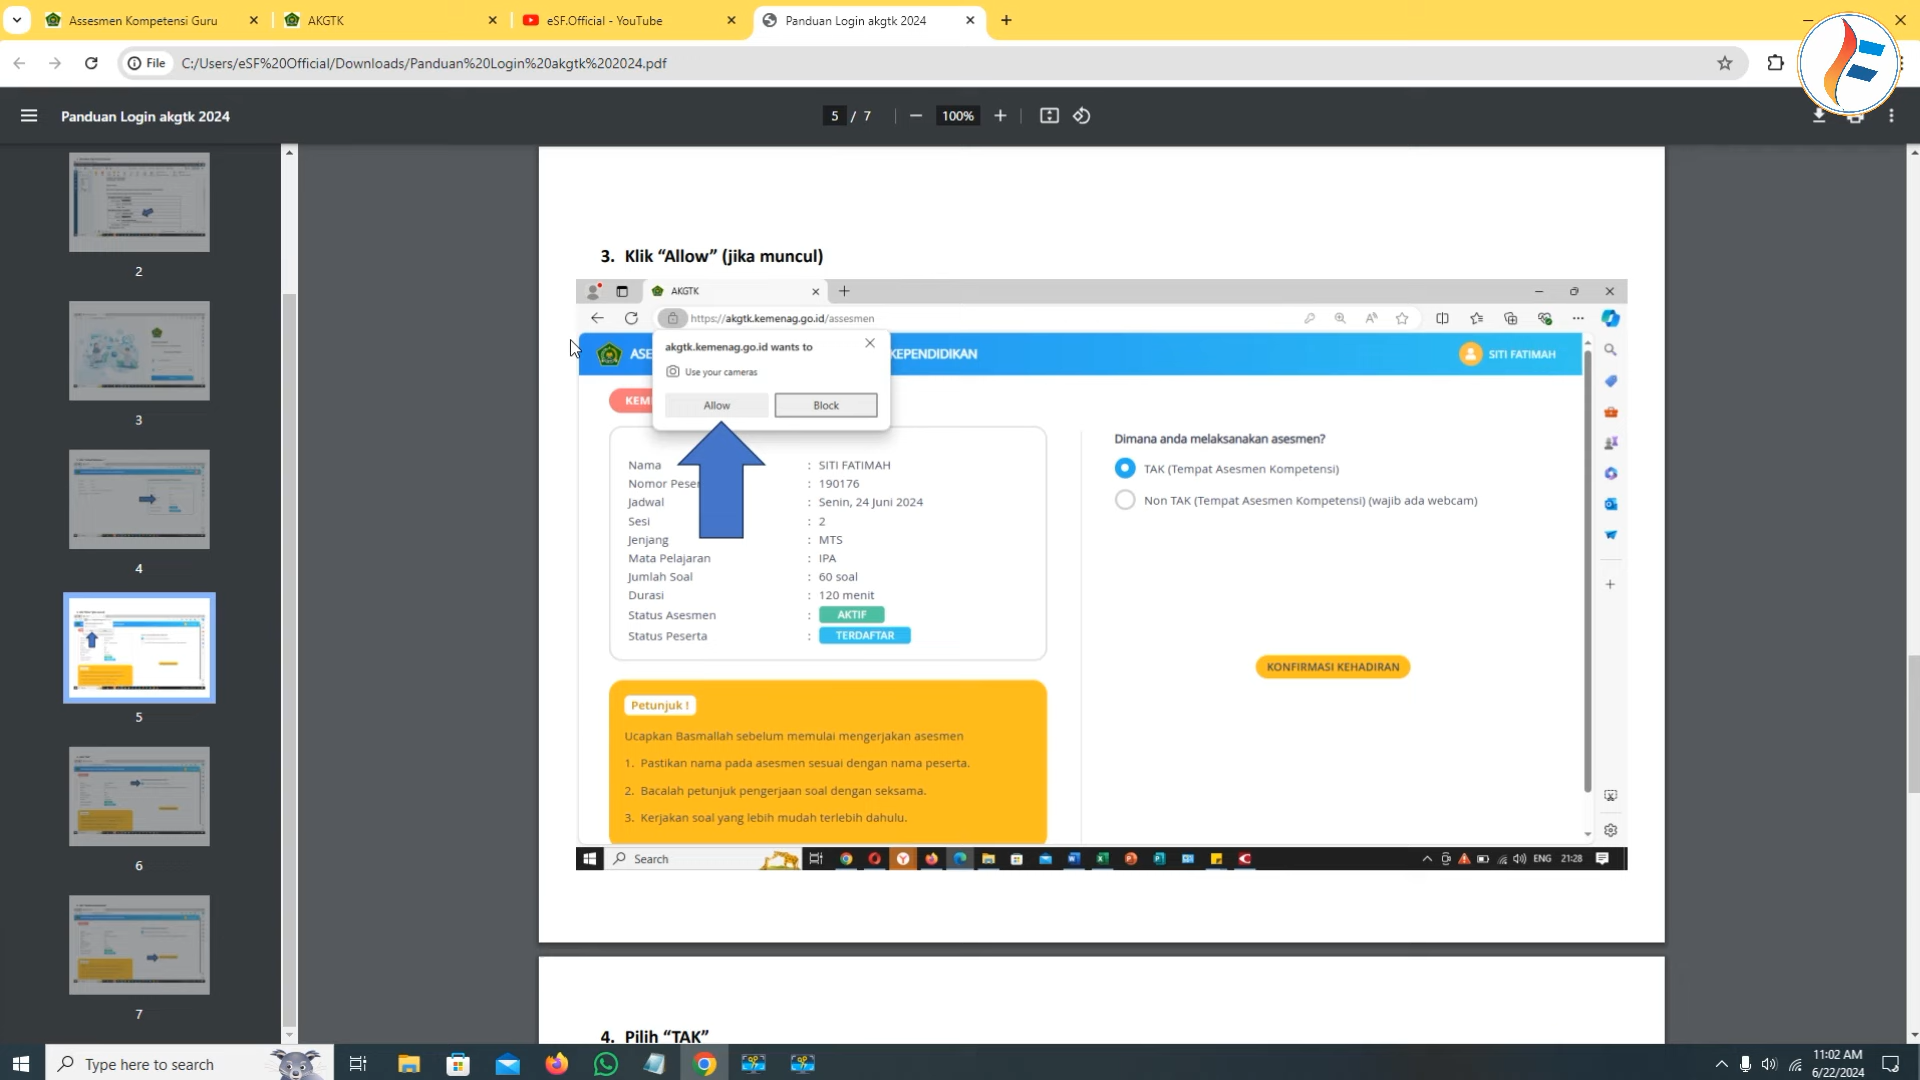 Assesmen Kompetensi Guru
AKGTK
eSF.Official - YouTube
Panduan Login akgtk 2024
File
C:/Users/eSF%20Official/Downloads/Panduan%20Login%20akgtk%202024.pdf
Panduan Login akgtk 2024
5 / 7
100%
2
3
4
5
6
7
3. Klik “Allow” (jika muncul)
AKGTK
https://akgtk.kemenag.go.id/assesmen
akgtk.kemenag.go.id wants to
Use your cameras
Allow
Block
KEPENDIDIKAN
SITI FATIMAH
Nama : SITI FATIMAH
: 190176
Jadwal : Senin, 24 Juni 2024
Sesi : 2
Jenjang : MTS
Mata Pelajaran : IPA
Jumlah Soal : 60 soal
Durasi : 120 menit
Status Asesmen : AKTIF
Status Peserta : TERDAFTAR
Dimana anda melaksanakan asesmen?
TAK (Tempat Asesmen Kompetensi)
Non TAK (Tempat Asesmen Kompetensi) (wajib ada webcam)
KONFIRMASI KEHADIRAN
Petunjuk !
Ucapkan Basmallah sebelum memulai mengerjakan asesmen
1. Pastikan nama pada asesmen sesuai dengan nama peserta.
2. Bacalah petunjuk pengerjaan soal dengan seksama.
3. Kerjakan soal yang lebih mudah terlebih dahulu.
Search
ENG
21:28
4. Pilih “TAK”
Type here to search
11:02 AM
6/22/2024